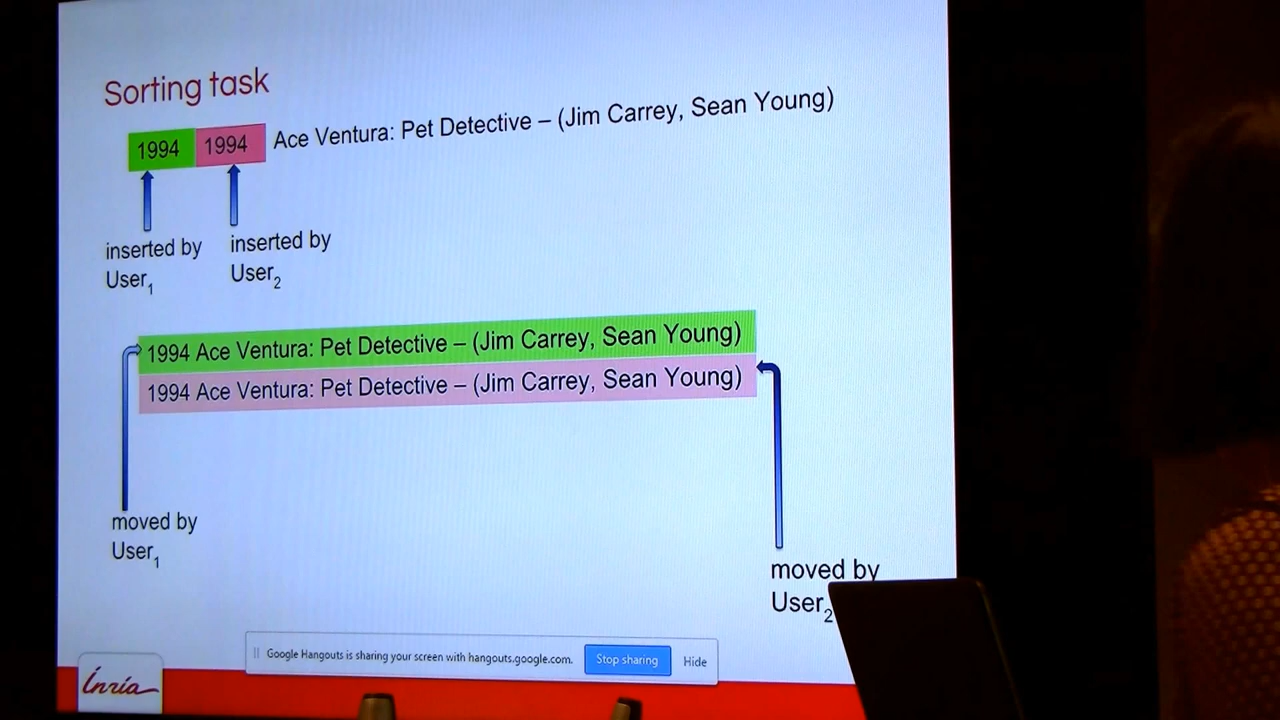 Sorting task
1994 1994 Ace Ventura: Pet Detective – (Jim Carrey, Sean Young)
inserted by
User1
inserted by
User2
1994 Ace Ventura: Pet Detective – (Jim Carrey, Sean Young)
1994 Ace Ventura: Pet Detective – (Jim Carrey, Sean Young)
moved by
User1
moved by
User2
Google Hangouts is sharing your screen with hangouts.google.com. Stop sharing Hide
Inria